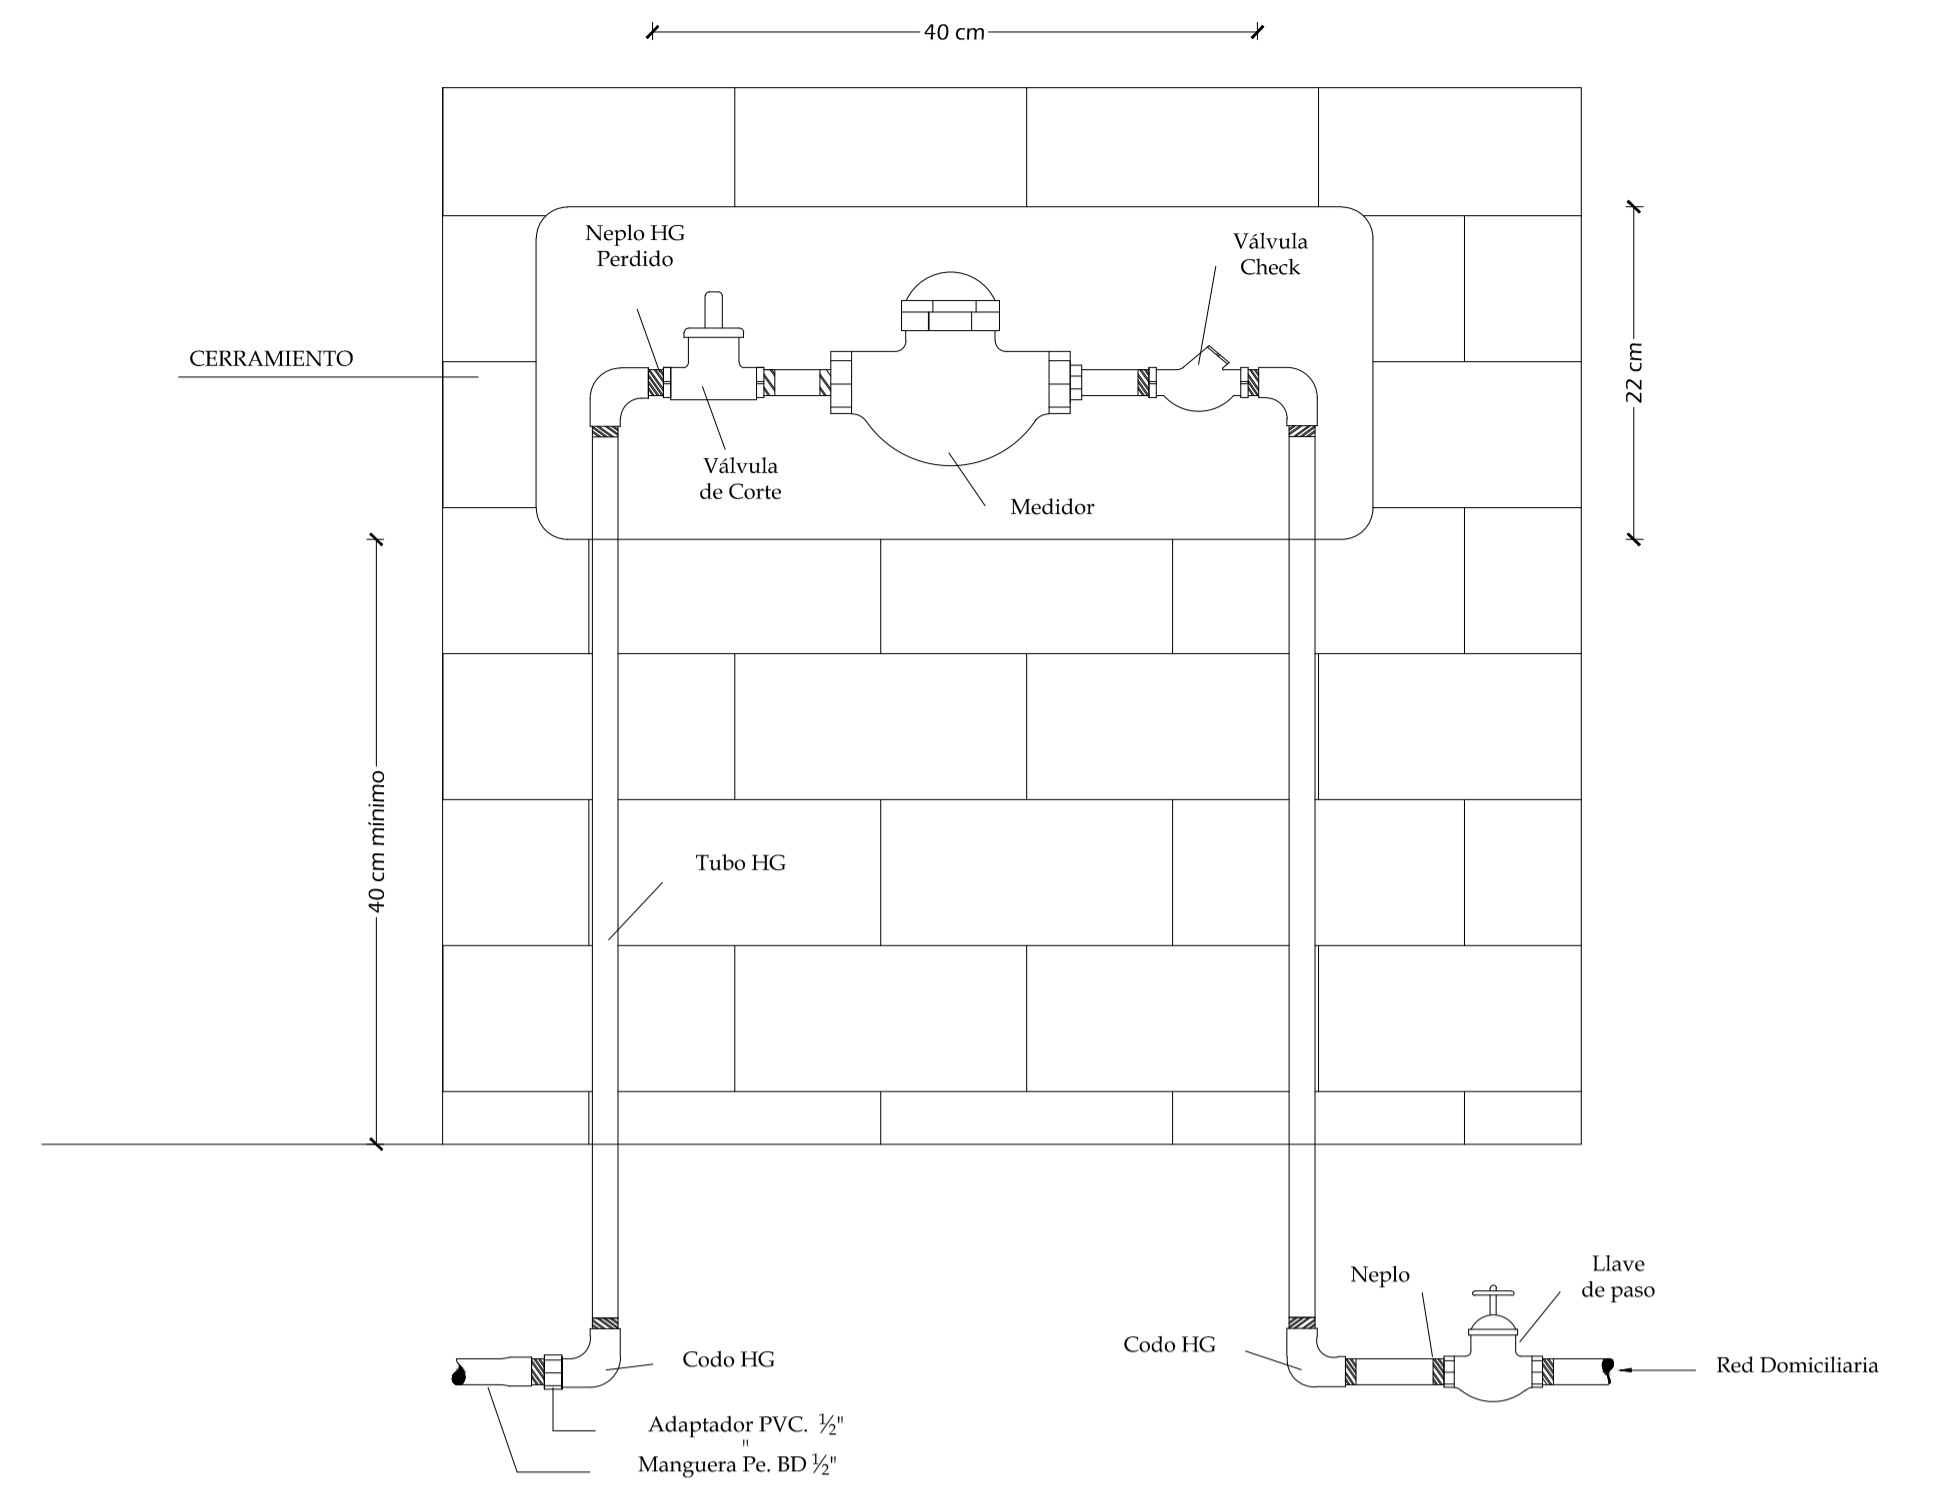 40 cm
Neplo HG
Perdido
Válvula
Check
CERRAMIENTO
22 cm
Válvula
de Corte
Medidor
40 cm mínimo
Tubo HG
Neplo
Llave
de paso
Codo HG
Codo HG
Red Domiciliaria
Adaptador PVC. ½"
"
Manguera Pe. BD ½"